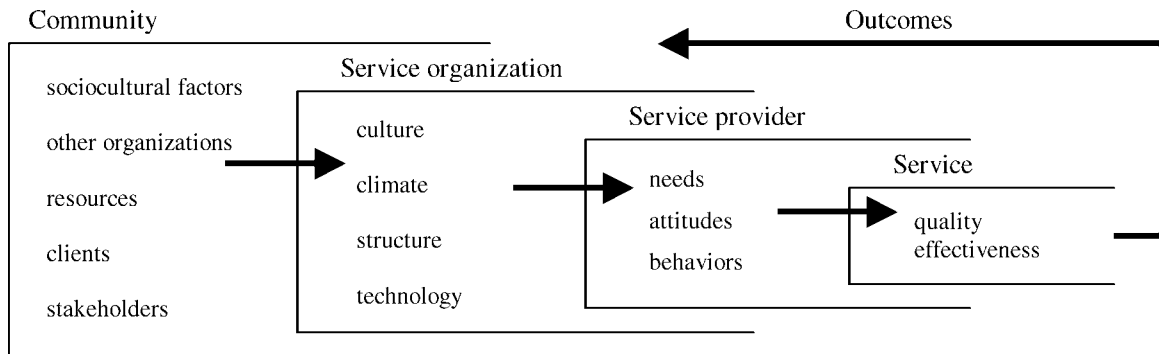 Community
sociocultural factors
other organizations
resources
clients
stakeholders
Service organization
culture
climate
structure
technology
Service provider
needs
attitudes
behaviors
Service
quality
effectiveness
Outcomes